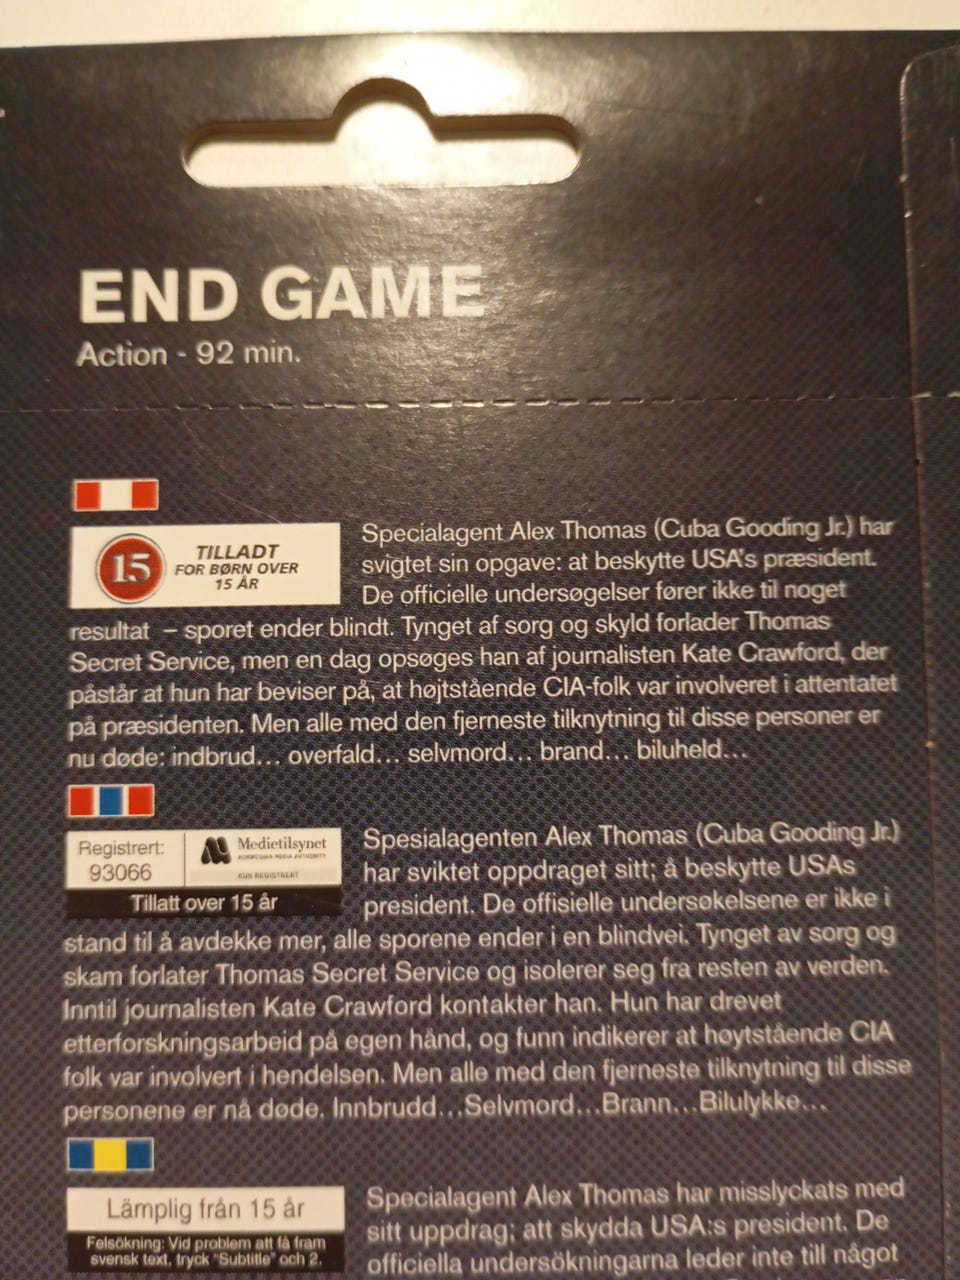 END GAME
Action - 92 min.
15
TILLADT
FOR BØRN OVER
15 ÅR
Specialagent Alex Thomas (Cuba Gooding Jr.) har
svigtet sin opgave: at beskytte USA's præsident.
De officielle undersøgelser fører ikke til noget
resultat – sporet ender blindt. Tynget af sorg og skyld forlader Thomas
Secret Service, men en dag opsøges han af journalisten Kate Crawford, der
påstår at hun har beviser på, at højtstående CIA-folk var involveret i attentatet
på præsidenten. Men alle med den fjerneste tilknytning til disse personer er
nu døde: indbrud... overfald... selvmord... brand... biluheld...
Registrert:
93066
Medietilsynet
NORWEGIAN MEDIA AUTHORITY
KUN REGISTRERT
Tillatt over 15 år
Spesialagenten Alex Thomas (Cuba Gooding Jr.)
har sviktet oppdraget sitt; å beskytte USAs
president. De offisielle undersøkelsene er ikke i
stand til å avdekke mer, alle sporene ender i en blindvei. Tynget av sorg og
skam forlater Thomas Secret Service og isolerer seg fra resten av verden.
Inntil journalisten Kate Crawford kontakter han. Hun har drevet
etterforskningsarbeid på egen hånd, og funn indikerer at høytstående CIA
folk var involvert i hendelsen. Men alle med den fjerneste tilknytning til disse
personene er nå døde. Innbrudd...Selvmord...Brann...Bilulykke...
Lämplig från 15 år
Felsökning: Vid problem att få fram
svensk text, tryck "Subtitle" och 2.
Specialagent Alex Thomas har misslyckats med
sitt uppdrag; att skydda USA:s president. De
officiella undersökningarna leder inte till något